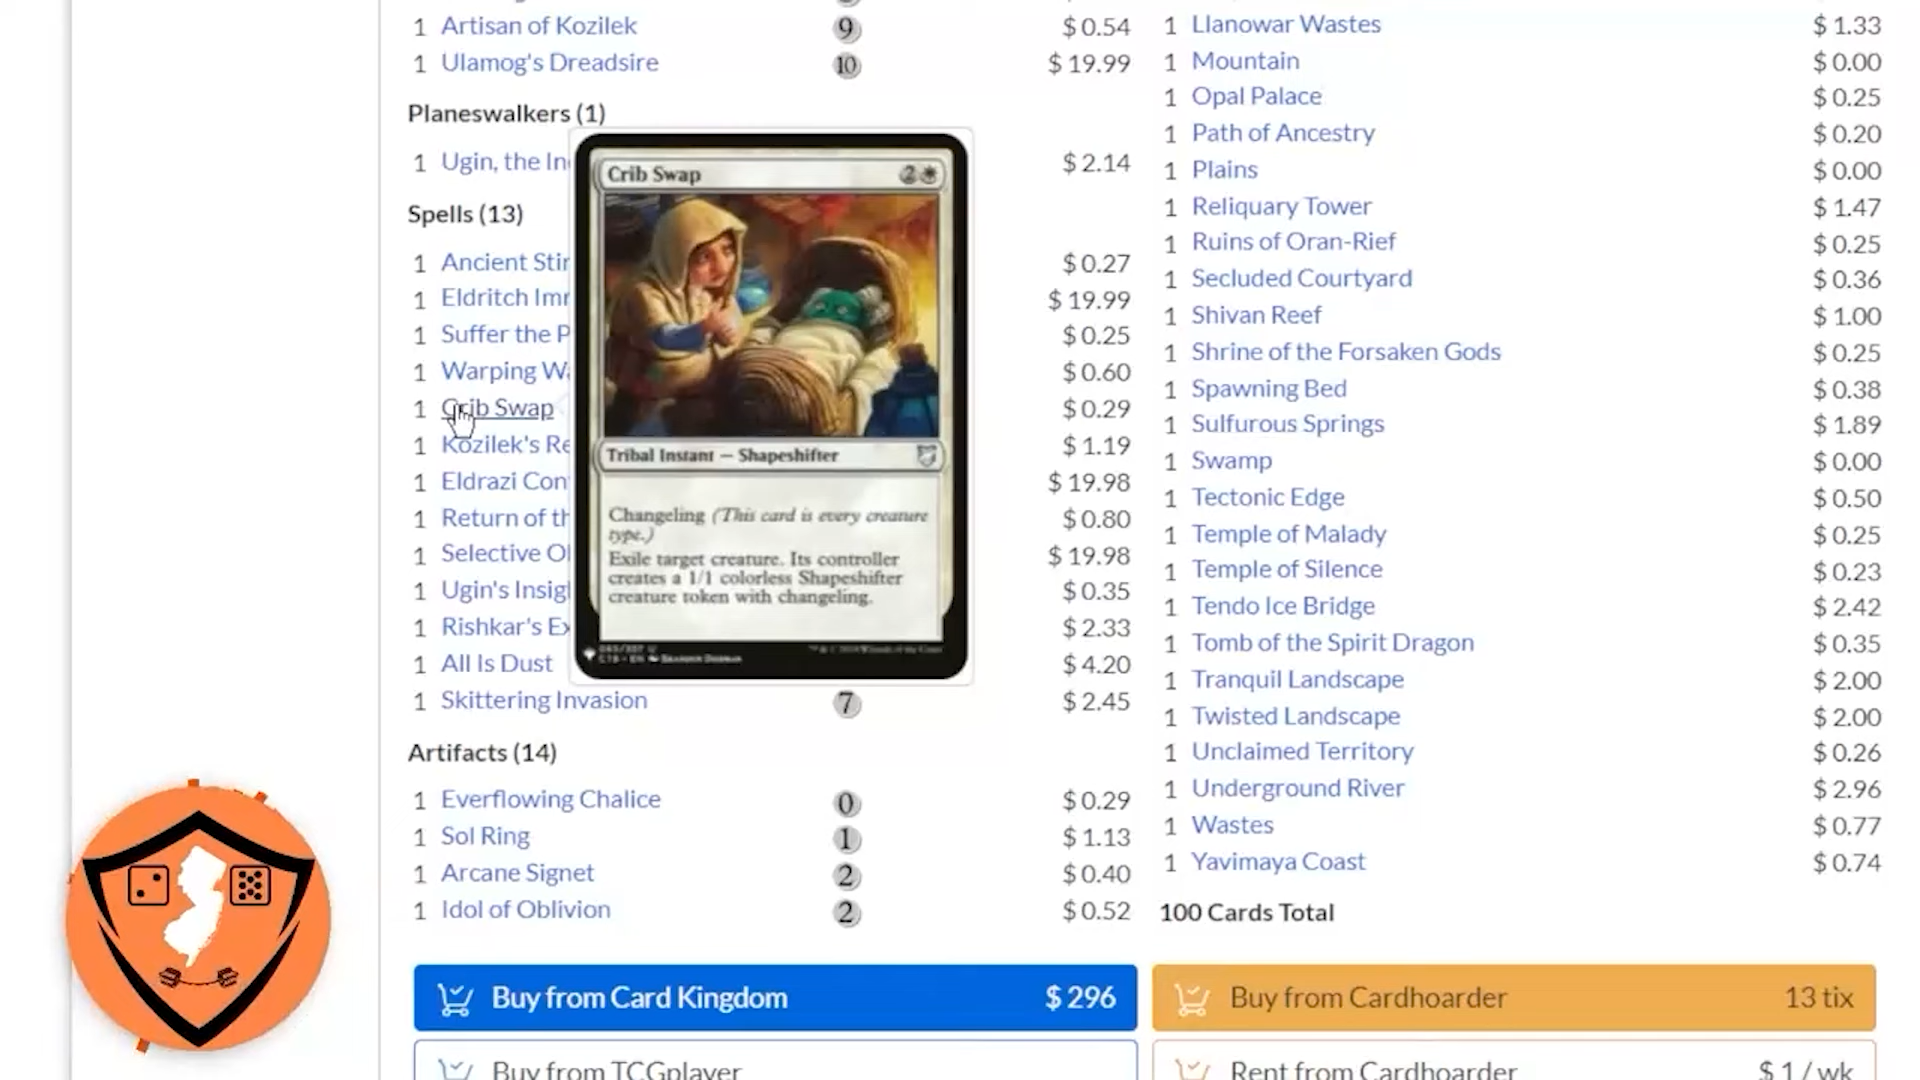 1 Artisan of Kozilek 9 $ 0.54
1 Ulamog's Dreadsire 10 $ 19.99
Planeswalkers (1)
1 Ugin, the In $ 2.14
Spells (13)
1 Ancient Stir $ 0.27
1 Eldritch Imm $ 19.99
1 Suffer the P $ 0.25
1 Warping Wa $ 0.60
1 Crib Swap $ 0.29
1 Kozilek's Re $ 1.19
1 Eldrazi Con $ 19.98
1 Return of th $ 0.80
1 Selective Ob $ 19.98
1 Ugin's Insig $ 0.35
1 Rishkar's Ex $ 2.33
1 All Is Dust $ 4.20
1 Skittering Invasion 7 $ 2.45
Artifacts (14)
1 Everflowing Chalice 0 $ 0.29
1 Sol Ring 1 $ 1.13
1 Arcane Signet 2 $ 0.40
1 Idol of Oblivion 2 $ 0.52
Crib Swap 2
Tribal Instant — Shapeshifter
Changeling (This card is every creature
type.)
Exile target creature. Its controller
creates a 1/1 colorless Shapeshifter
creature token with changeling.
1 Llanowar Wastes $ 1.33
1 Mountain $ 0.00
1 Opal Palace $ 0.25
1 Path of Ancestry $ 0.20
1 Plains $ 0.00
1 Reliquary Tower $ 1.47
1 Ruins of Oran-Rief $ 0.25
1 Secluded Courtyard $ 0.36
1 Shivan Reef $ 1.00
1 Shrine of the Forsaken Gods $ 0.25
1 Spawning Bed $ 0.38
1 Sulfurous Springs $ 1.89
1 Swamp $ 0.00
1 Tectonic Edge $ 0.50
1 Temple of Malady $ 0.25
1 Temple of Silence $ 0.23
1 Tendo Ice Bridge $ 2.42
1 Tomb of the Spirit Dragon $ 0.35
1 Tranquil Landscape $ 2.00
1 Twisted Landscape $ 2.00
1 Unclaimed Territory $ 0.26
1 Underground River $ 2.96
1 Wastes $ 0.77
1 Yavimaya Coast $ 0.74
100 Cards Total
Buy from Card Kingdom $ 296
Buy from Cardhoarder 13 tix
Buy from TCGplayer
Rent from Cardhoarder $ 1 / wk